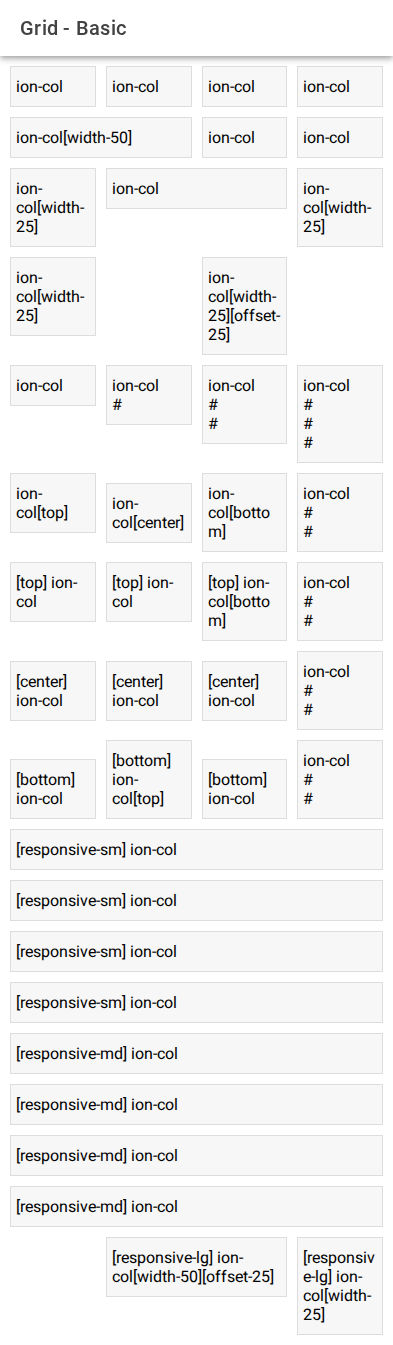 Grid - Basic
ion-col ion-col ion-col ion-col
ion-col[width-50] ion-col ion-col
ion-
col[width-
25]
ion-col
ion-
col[width-
25]
ion-
col[width-
25]
ion-
col[width-
25][offset-
25]
ion-col
ion-col
#
ion-col
#
#
ion-col
#
#
#
ion-
col[top]
ion-
col[center]
ion-
col[botto
m]
ion-col
#
#
[top] ion-
col
[top] ion-
col
[top] ion-
col[botto
m]
ion-col
#
#
[center]
ion-col
[center]
ion-col
[center]
ion-col
ion-col
#
#
[bottom]
ion-col
[bottom]
ion-
col[top]
[bottom]
ion-col
ion-col
#
#
[responsive-sm] ion-col
[responsive-sm] ion-col
[responsive-sm] ion-col
[responsive-sm] ion-col
[responsive-md] ion-col
[responsive-md] ion-col
[responsive-md] ion-col
[responsive-md] ion-col
[responsive-lg] ion-
col[width-50][offset-25]
[responsiv
e-lg] ion-
col[width-
25]